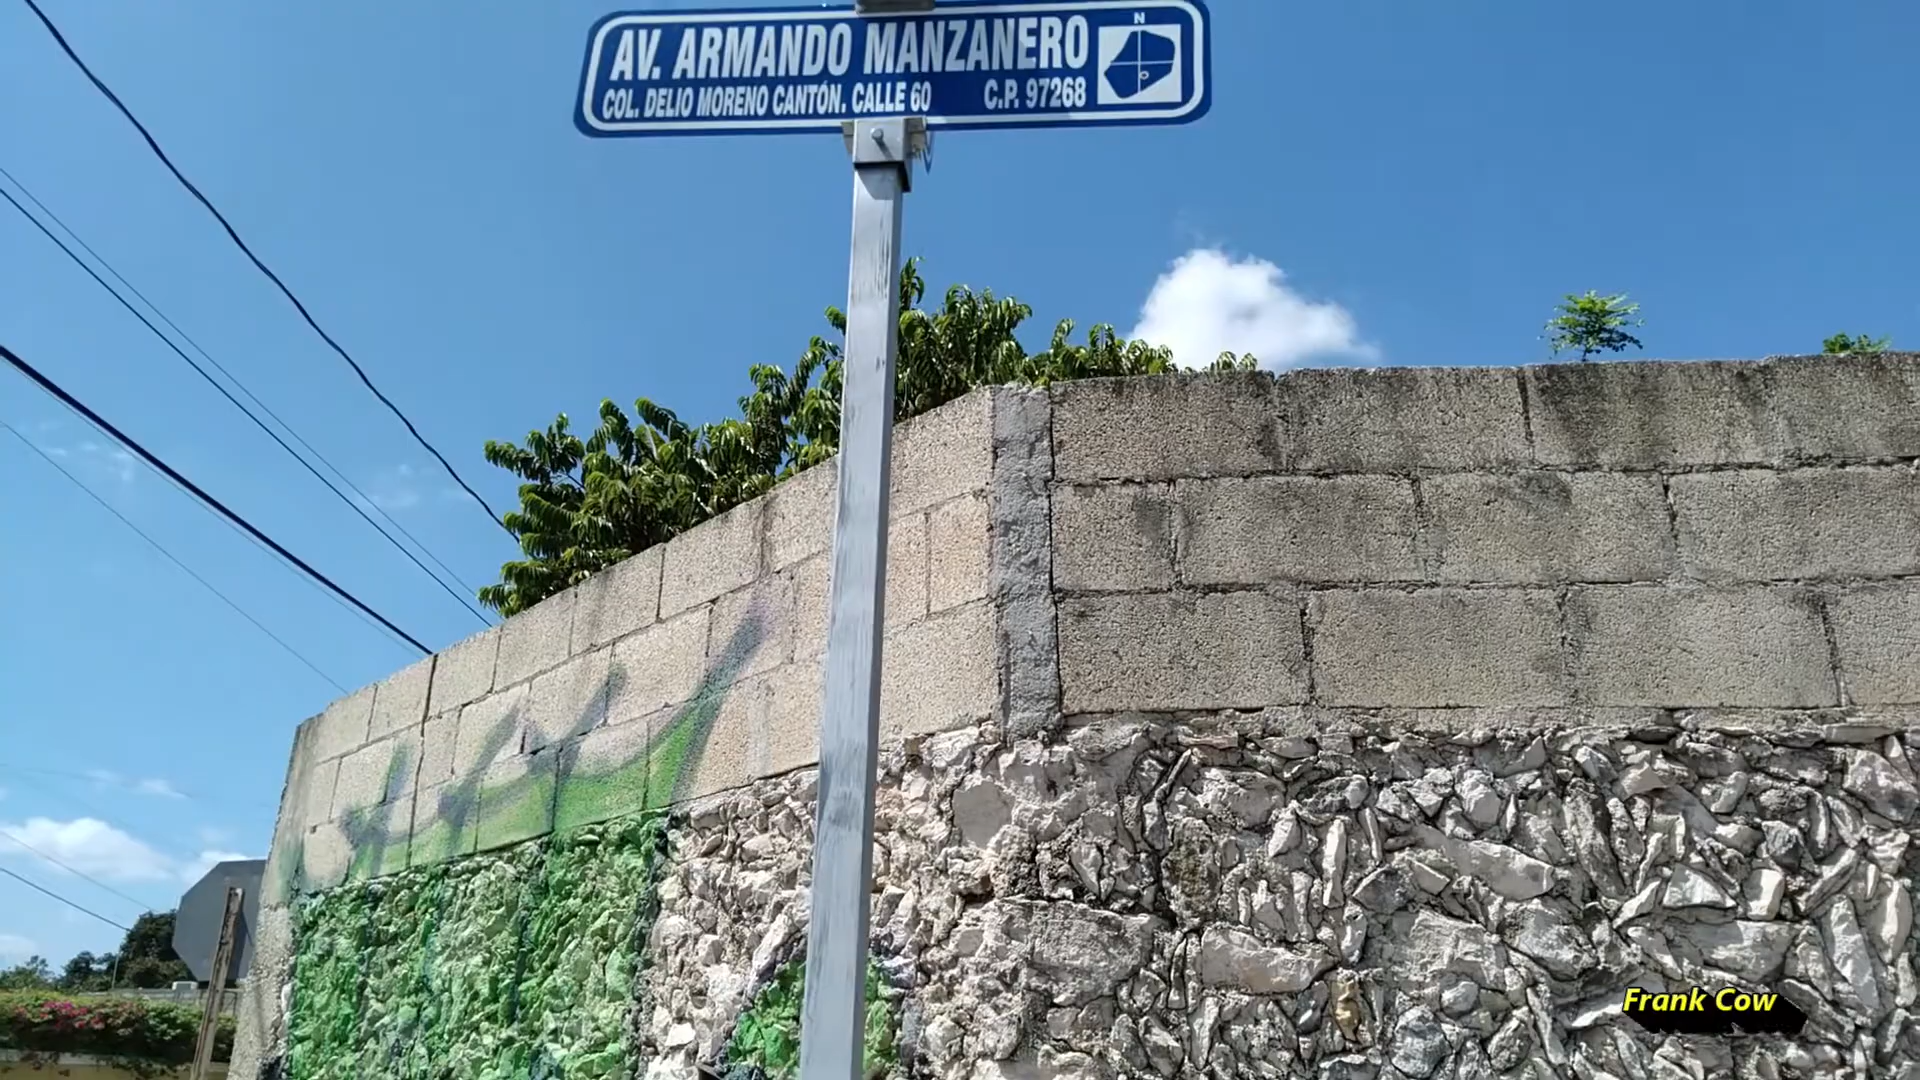 AV. ARMANDO MANZANERO
N
COL. DELIO MORENO CANTÓN. CALLE 60 C.P. 97268
Frank Cow